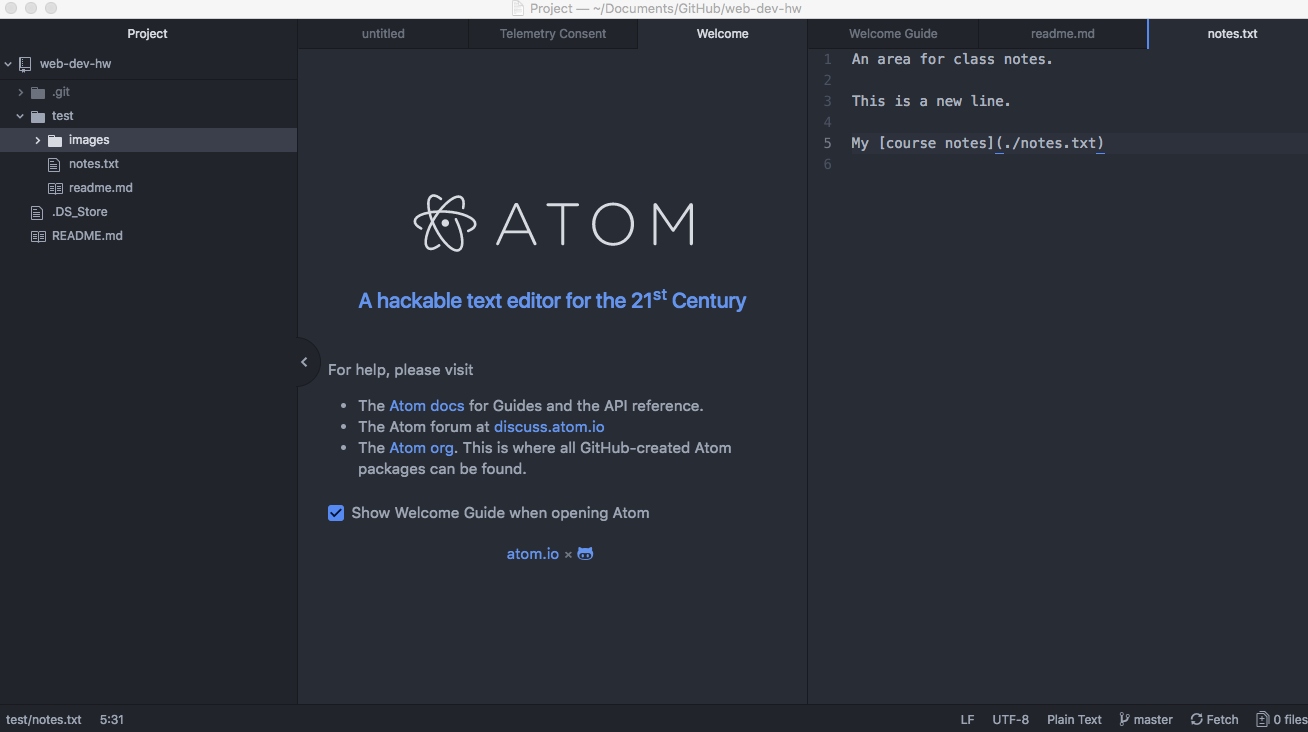 Project — ~/Documents/GitHub/web-dev-hw
Project
web-dev-hw
.git
test
images
notes.txt
readme.md
.DS_Store
README.md
untitled
Telemetry Consent
Welcome
ATOM
A hackable text editor for the 21st Century
For help, please visit
The Atom docs for Guides and the API reference.
The Atom forum at discuss.atom.io
The Atom org. This is where all GitHub-created Atom
packages can be found.
Show Welcome Guide when opening Atom
atom.io ×
Welcome Guide
readme.md
notes.txt
1 An area for class notes.
2
3 This is a new line.
4
5 My [course notes](./notes.txt)
6
test/notes.txt 5:31
LF UTF-8 Plain Text master Fetch 0 files